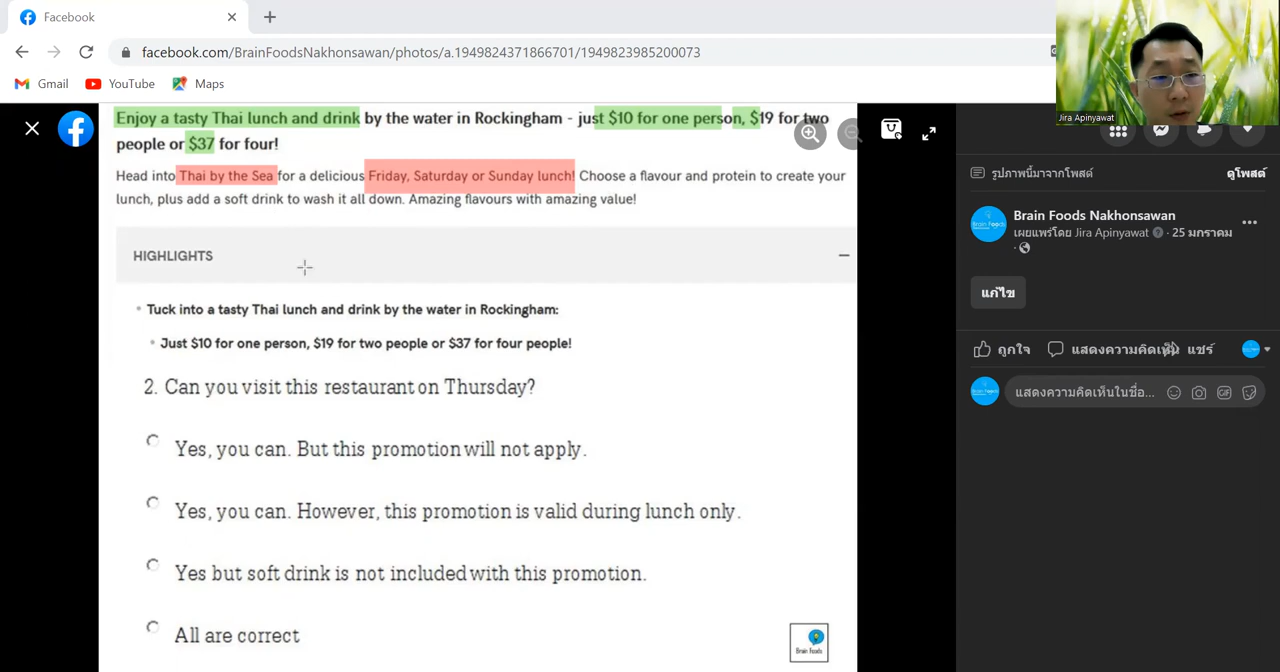 Facebook
facebook.com/BrainFoodsNakhonsawan/photos/a.1949824371866701/1949823985200073
Gmail YouTube Maps
Jira Apinyawat
Enjoy a tasty Thai lunch and drink by the water in Rockingham - just $10 for one person, $19 for two
people or $37 for four!
Head into Thai by the Sea for a delicious Friday, Saturday or Sunday lunch! Choose a flavour and protein to create your
lunch, plus add a soft drink to wash it all down. Amazing flavours with amazing value!
HIGHLIGHTS
Tuck into a tasty Thai lunch and drink by the water in Rockingham:
Just $10 for one person, $19 for two people or $37 for four people!
2. Can you visit this restaurant on Thursday?
Yes, you can. But this promotion will not apply.
Yes, you can. However, this promotion is valid during lunch only.
Yes but soft drink is not included with this promotion.
All are correct
Brain Foods
รูปภาพนี้มาจากโพสต์ ดูโพสต์
Brain Foods Nakhonsawan
เผยแพร่โดย Jira Apinyawat · 25 มกราคม
·
แก้ไข
ถูกใจ แสดงความคิดเห็น แชร์
แสดงความคิดเห็นในชื่อ... GIF